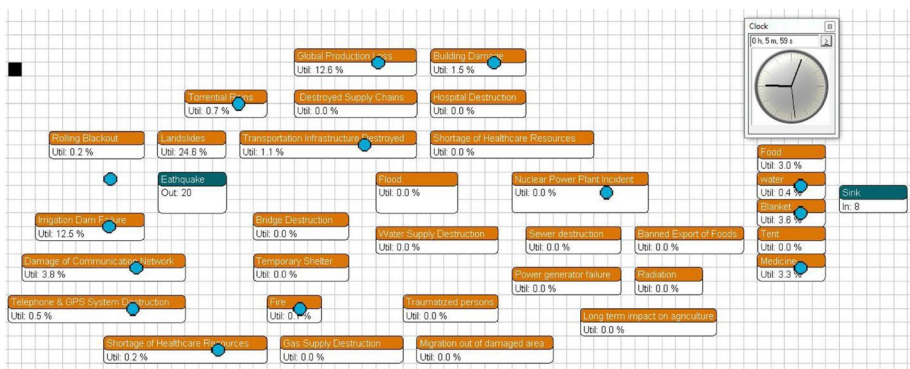 Clock
0 h, 5 m, 59 s
Global Production Loss
Util: 12.6 %
Building Damage
Util: 1.5 %
Torrential Rains
Util: 0.7 %
Destroyed Supply Chains
Util: 0.0 %
Hospital Destruction
Util: 0.0 %
Rolling Blackout
Util: 0.2 %
Landslides
Util: 24.6 %
Transportation Infrastructure Destroyed
Util: 1.1 %
Shortage of Healthcare Resources
Util: 0.0 %
Food
Util: 3.0 %
Eathquake
Out: 20
Flood
Util: 0.0 %
Nuclear Power Plant Incident
Util: 0.0 %
water
Util: 0.4 %
Sink
In: 8
Blanket
Util: 3.6 %
Irrigation Dam Failure
Util: 12.5 %
Bridge Destruction
Util: 0.0 %
Water Supply Destruction
Util: 0.0 %
Sewer destruction
Util: 0.0 %
Banned Export of Foods
Util: 0.0 %
Tent
Util: 0.0 %
Damage of Communication Network
Util: 3.8 %
Temporary Shelter
Util: 0.0 %
Power generator failure
Util: 0.0 %
Radiation
Util: 0.0 %
Medicine
Util: 3.3 %
Telephone & GPS System Destruction
Util: 0.5 %
Fire
Util: 0.1 %
Traumatized persons
Util: 0.0 %
Long term impact on agriculture
Util: 0.0 %
Shortage of Healthcare Resources
Util: 0.2 %
Gas Supply Destruction
Util: 0.0 %
Migration out of damaged area
Util: 0.0 %